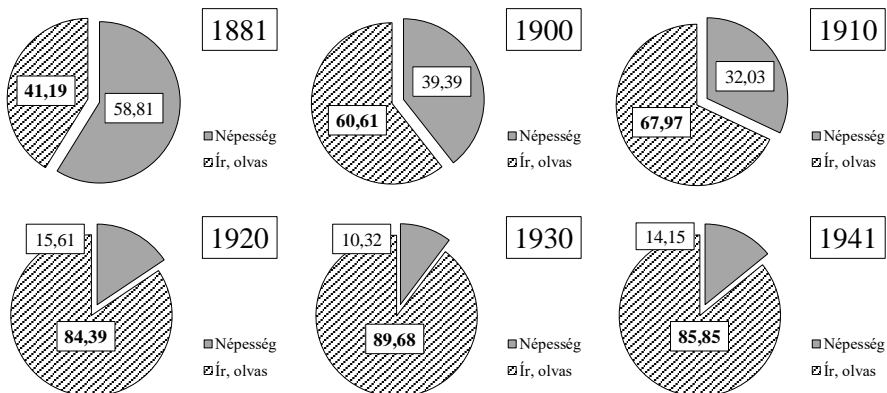 1881
41,19
58,81
Népesség
Ír, olvas
1900
39,39
60,61
Népesség
Ír, olvas
1910
32,03
67,97
Népesség
Ír, olvas
1920
15,61
84,39
Népesség
Ír, olvas
1930
10,32
89,68
Népesség
Ír, olvas
1941
14,15
85,85
Népesség
Ír, olvas